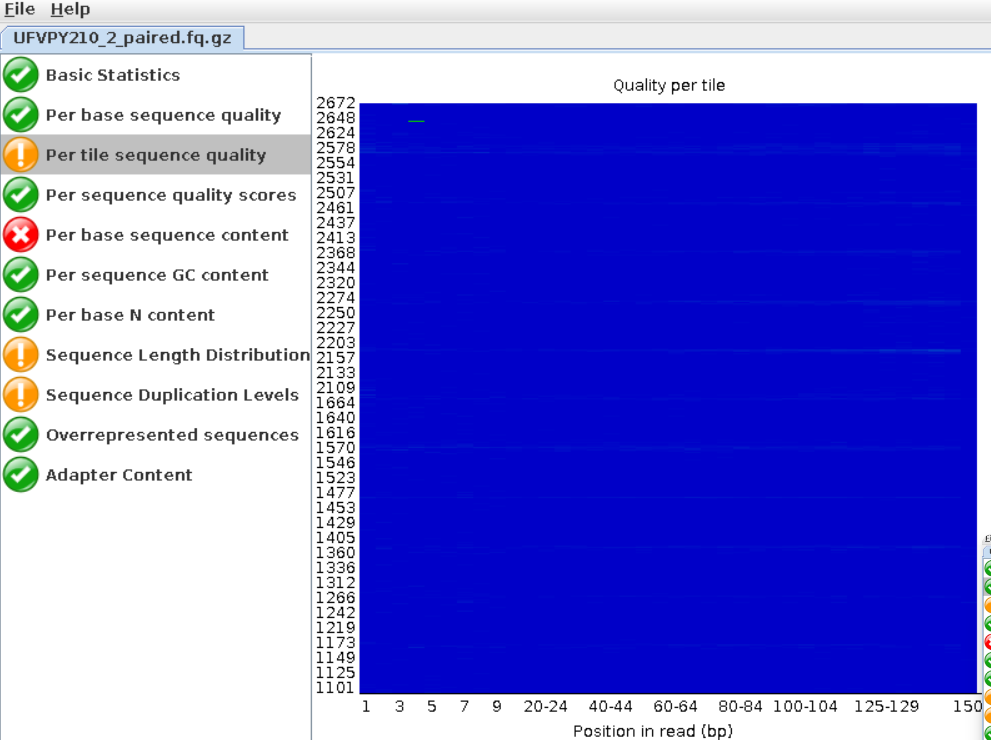 File Help
UFVPY210_2_paired.fq.gz
Basic Statistics
Per base sequence quality
Per tile sequence quality
Per sequence quality scores
Per base sequence content
Per sequence GC content
Per base N content
Sequence Length Distribution
Sequence Duplication Levels
Overrepresented sequences
Adapter Content
Quality per tile
2672
2648
2624
2578
2554
2531
2507
2461
2437
2413
2368
2344
2320
2274
2250
2227
2203
2157
2133
2109
1664
1640
1616
1570
1546
1523
1477
1453
1429
1405
1360
1336
1312
1266
1242
1219
1173
1149
1125
1101
1 3 5 7 9 20-24 40-44 60-64 80-84 100-104 125-129 150
Position in read (bp)